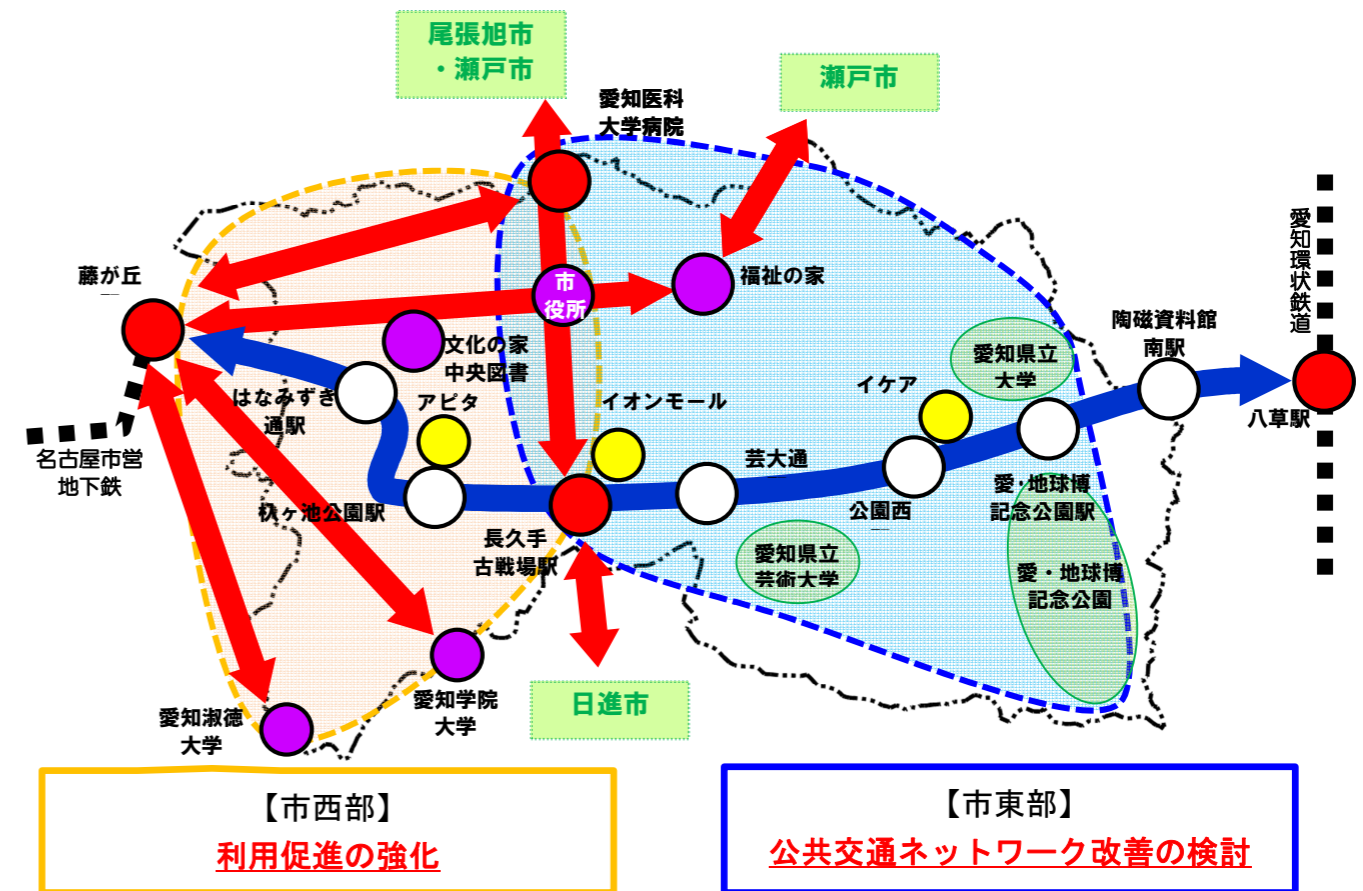 尾張旭市
・瀬戸市
瀬戸市
愛知医科
大学病院
愛知環状鉄道
藤が丘
市
役所
福祉の家
陶磁資料館
南駅
文化の家
中央図書
愛知県立
大学
はなみずき
通駅
アピタ
イオンモール
イケア
八草駅
名古屋市営
地下鉄
杁ヶ池公園駅
芸大通
公園西
愛・地球博
記念公園駅
長久手
古戦場駅
愛知県立
芸術大学
愛・地球博
記念公園
愛知淑徳
大学
愛知学院
大学
日進市
【市西部】
利用促進の強化
【市東部】
公共交通ネットワーク改善の検討